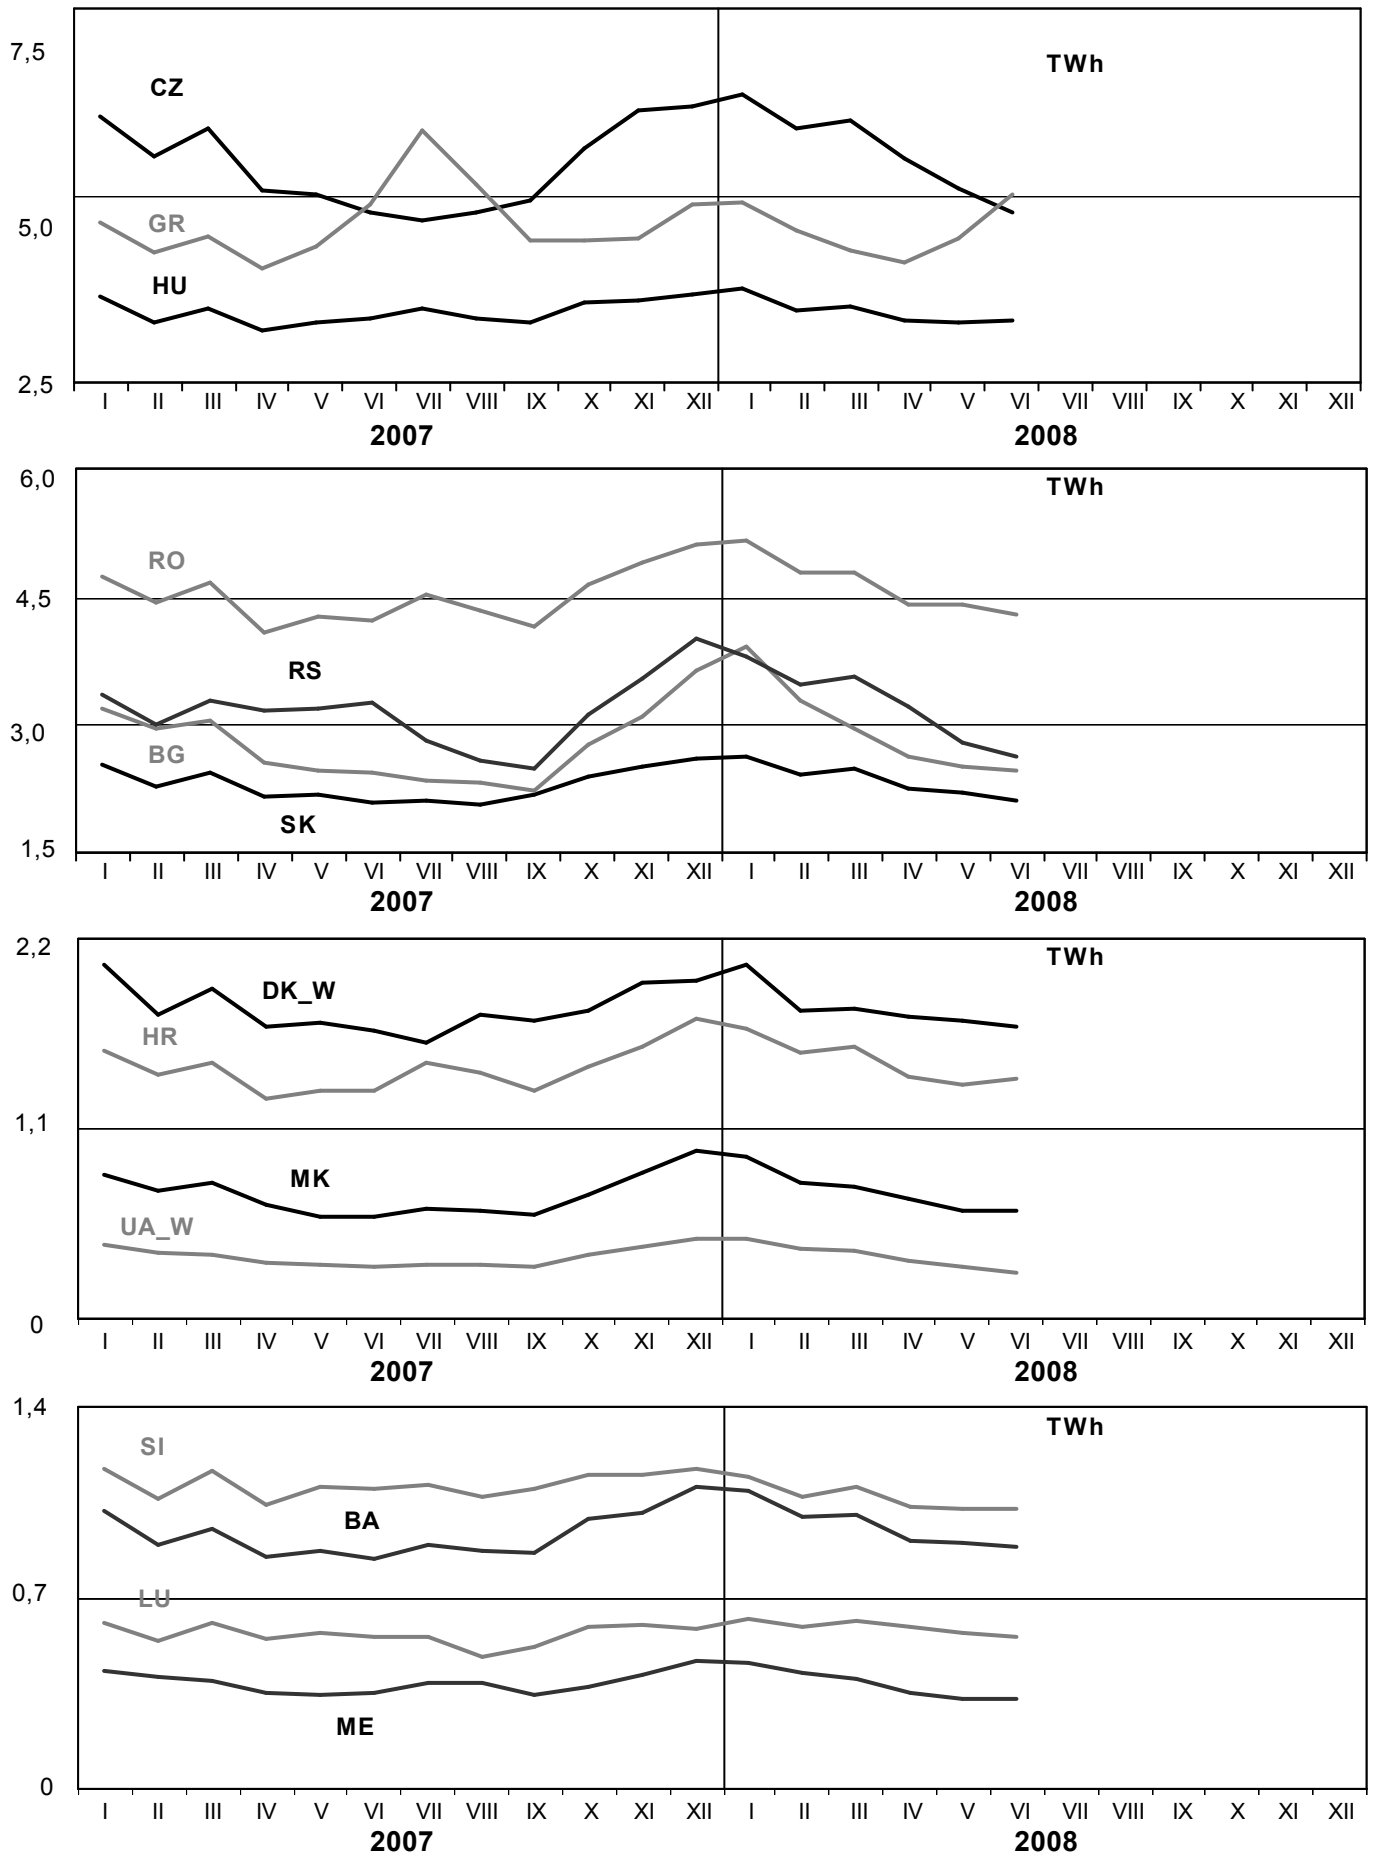 7,5
TWh
CZ
GR
5,0
HU
2,5
I II III IV V VI VII VIII IX X XI XII I II III IV V VI VII VIII IX X XI XII
2007 2008
6,0
TWh
RO
4,5
RS
3,0
BG
SK
1,5
I II III IV V VI VII VIII IX X XI XII I II III IV V VI VII VIII IX X XI XII
2007 2008
2,2
TWh
DK_W
HR
1,1
MK
UA_W
0
I II III IV V VI VII VIII IX X XI XII I II III IV V VI VII VIII IX X XI XII
2007 2008
1,4
TWh
SI
BA
0,7
LU
ME
0
I II III IV V VI VII VIII IX X XI XII I II III IV V VI VII VIII IX X XI XII
2007 2008